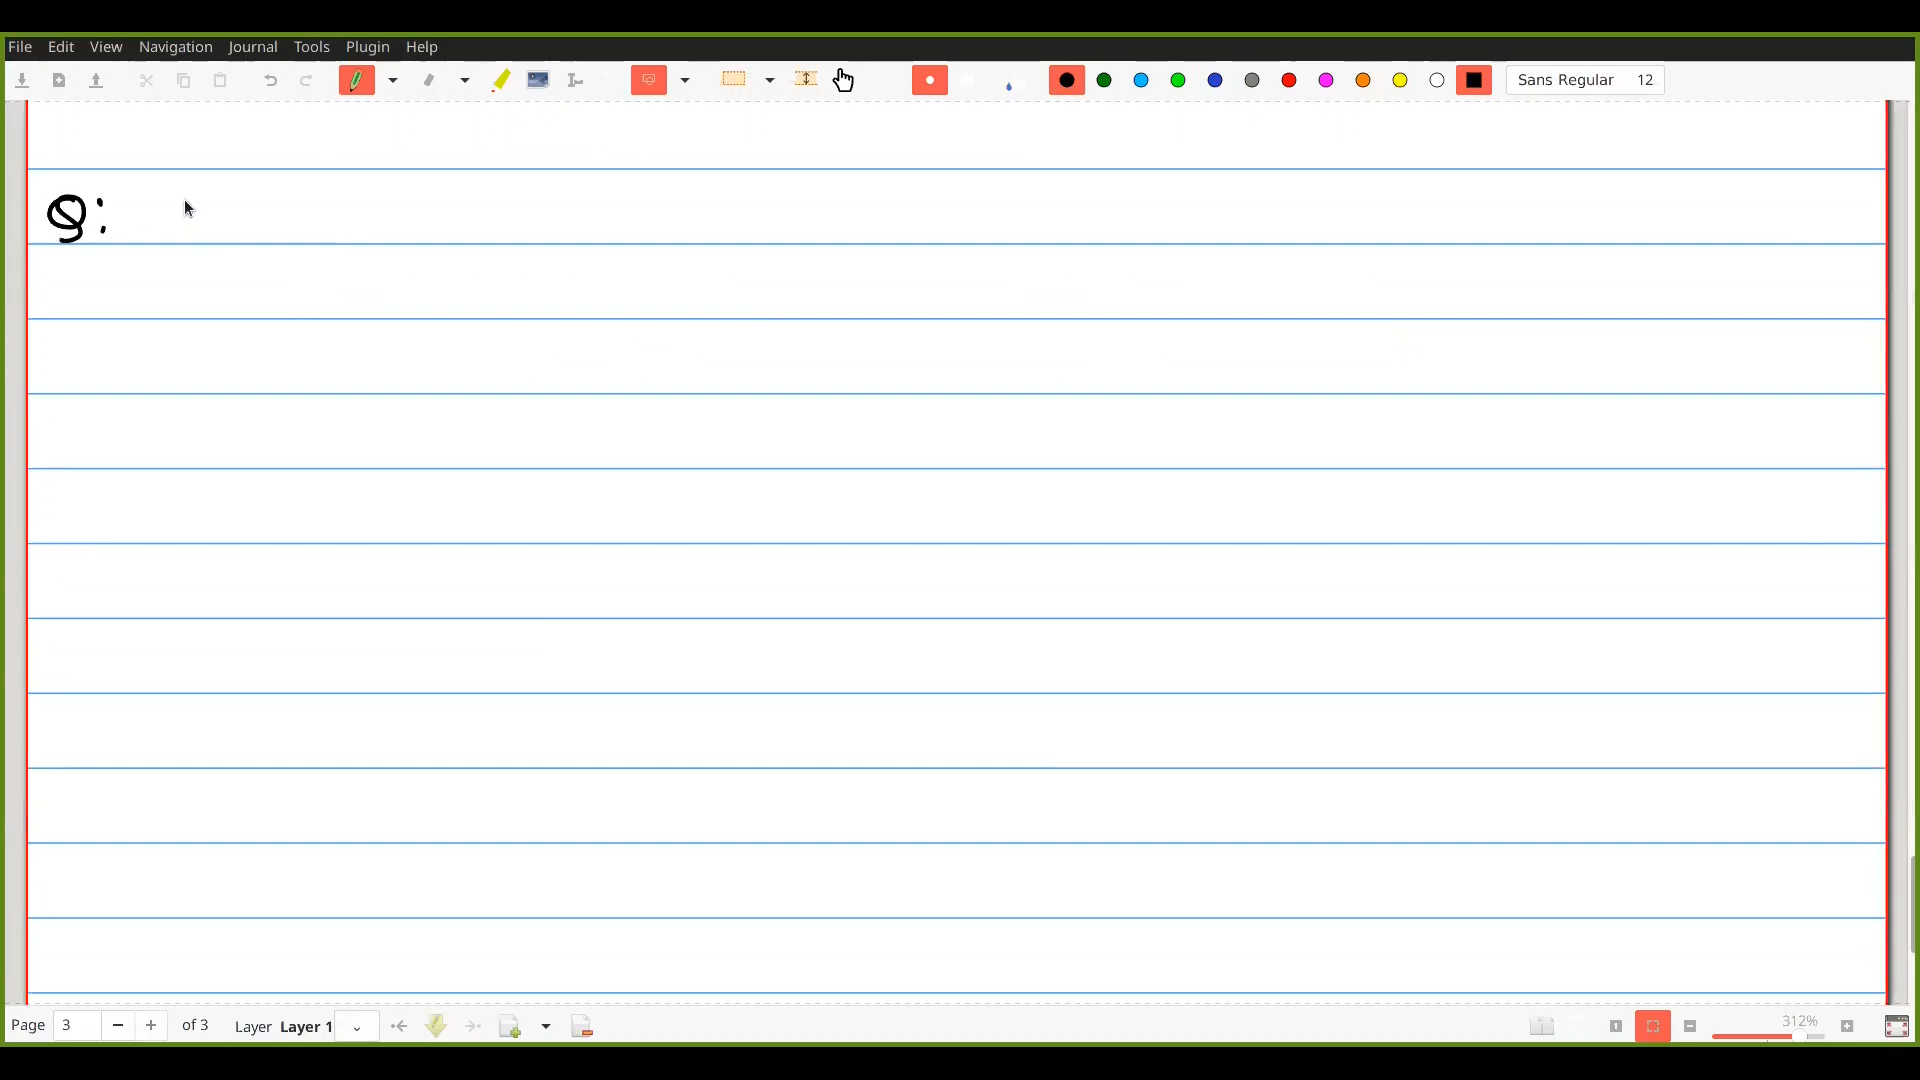 File Edit View Navigation Journal Tools Plugin Help
Sans Regular 12
Q:
Page 3 of 3 Layer Layer 1 312%